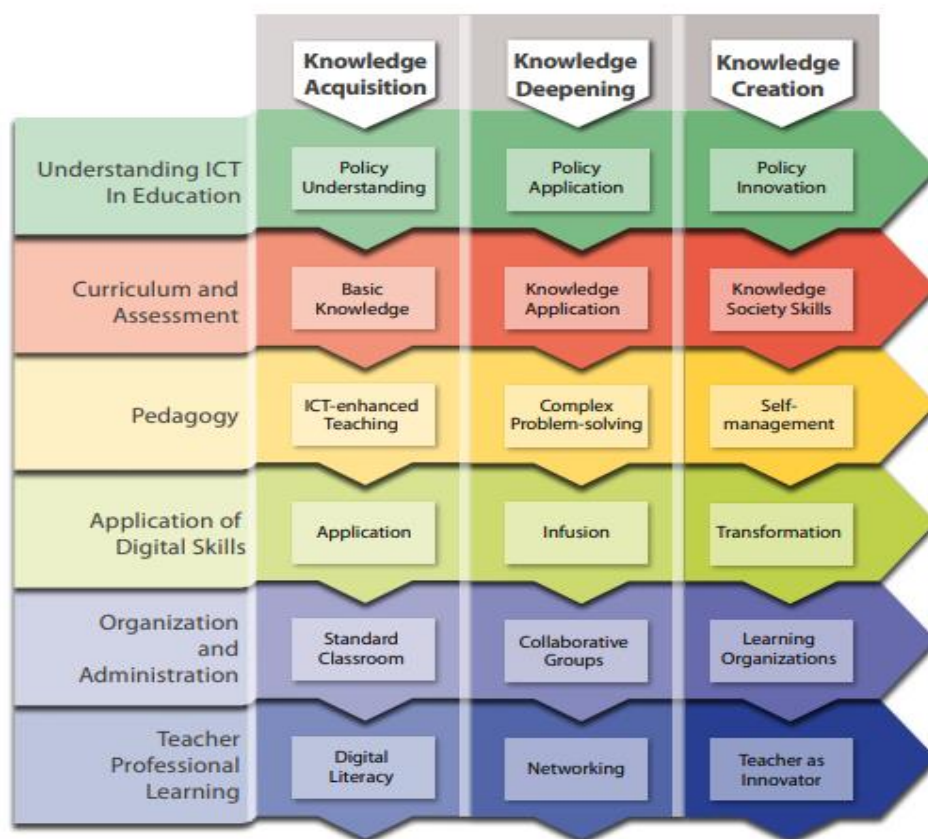 Knowledge
Acquisition
Knowledge
Deepening
Knowledge
Creation
Understanding ICT
In Education
Policy
Understanding
Policy
Application
Policy
Innovation
Curriculum and
Assessment
Basic
Knowledge
Knowledge
Application
Knowledge
Society Skills
Pedagogy
ICT-enhanced
Teaching
Complex
Problem-solving
Self-
management
Application of
Digital Skills
Application
Infusion
Transformation
Organization
and
Administration
Standard
Classroom
Collaborative
Groups
Learning
Organizations
Teacher
Professional
Learning
Digital
Literacy
Networking
Teacher as
Innovator